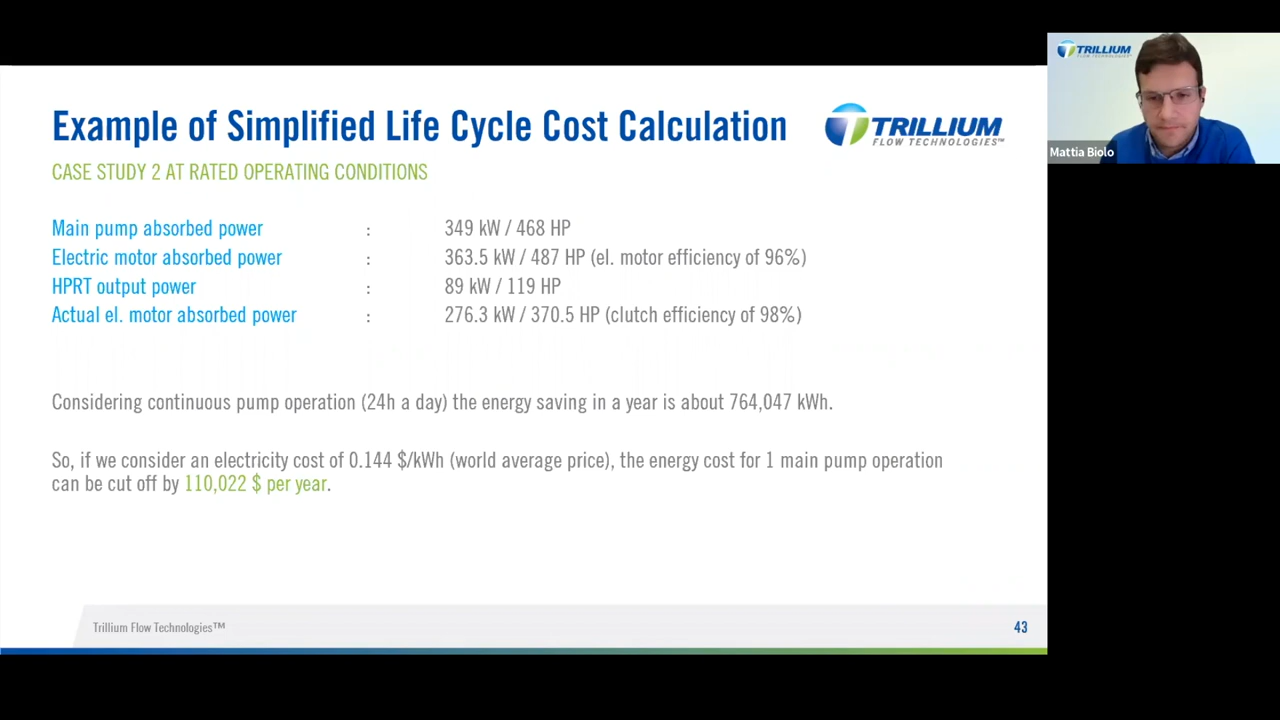 Example of Simplified Life Cycle Cost Calculation
TRILLIUM
FLOW TECHNOLOGIES™
CASE STUDY 2 AT RATED OPERATING CONDITIONS
Main pump absorbed power : 349 kW / 468 HP
Electric motor absorbed power : 363.5 kW / 487 HP (el. motor efficiency of 96%)
HPRT output power : 89 kW / 119 HP
Actual el. motor absorbed power : 276.3 kW / 370.5 HP (clutch efficiency of 98%)
Considering continuous pump operation (24h a day) the energy saving in a year is about 764,047 kWh.
So, if we consider an electricity cost of 0.144 $/kWh (world average price), the energy cost for 1 main pump operation
can be cut off by 110,022 $ per year.
Trillium Flow Technologies™
43
TRILLIUM
FLOW TECHNOLOGIES
Mattia Biolo